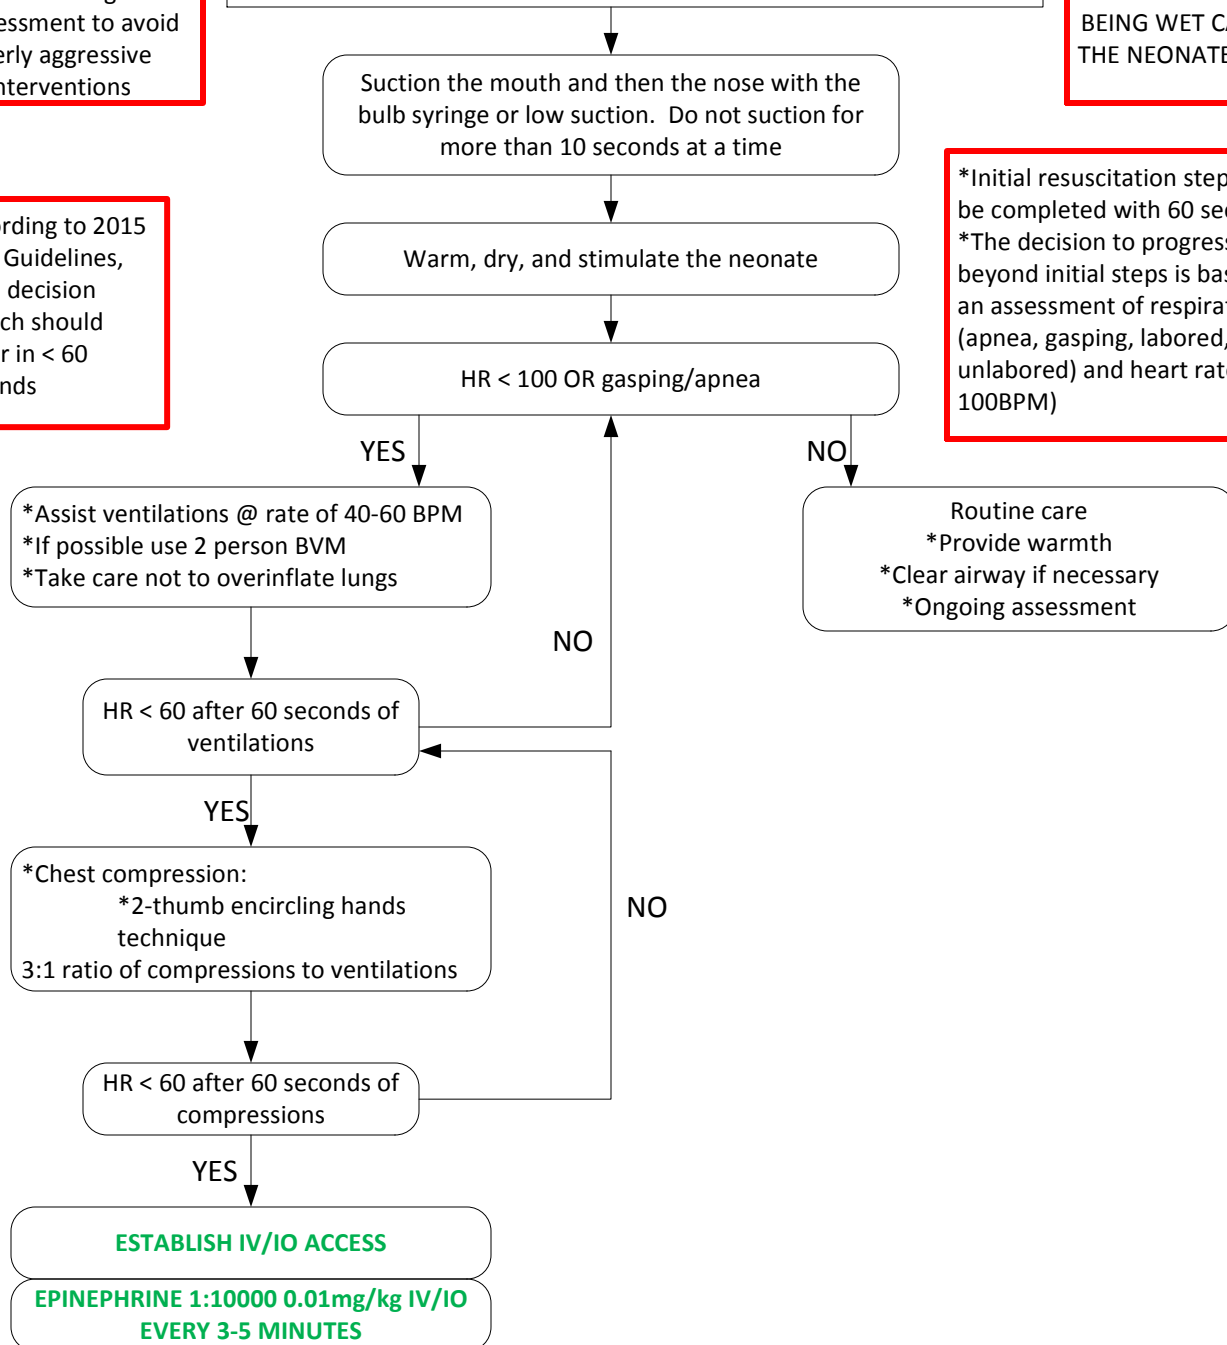 essment to avoid
erly aggressive
nterventions
BEING WET CA
THE NEONATE
Suction the mouth and then the nose with the
bulb syringe or low suction.  Do not suction for
more than 10 seconds at a time
*Initial resuscitation step
be completed with 60 sec
*The decision to progress
beyond initial steps is bas
an assessment of respirat
(apnea, gasping, labored,
unlabored) and heart rate
100BPM)
ording to 2015
Guidelines,
decision
ch should
r in < 60
nds
Warm, dry, and stimulate the neonate
HR < 100 OR gasping/apnea
YES
NO
*Assist ventilations @ rate of 40-60 BPM
*If possible use 2 person BVM
*Take care not to overinflate lungs
Routine care
*Provide warmth
*Clear airway if necessary
*Ongoing assessment
NO
HR < 60 after 60 seconds of
ventilations
YES
*Chest compression:
*2-thumb encircling hands
technique
3:1 ratio of compressions to ventilations
NO
HR < 60 after 60 seconds of
compressions
YES
ESTABLISH IV/IO ACCESS
EPINEPHRINE 1:10000 0.01mg/kg IV/IO
EVERY 3-5 MINUTES